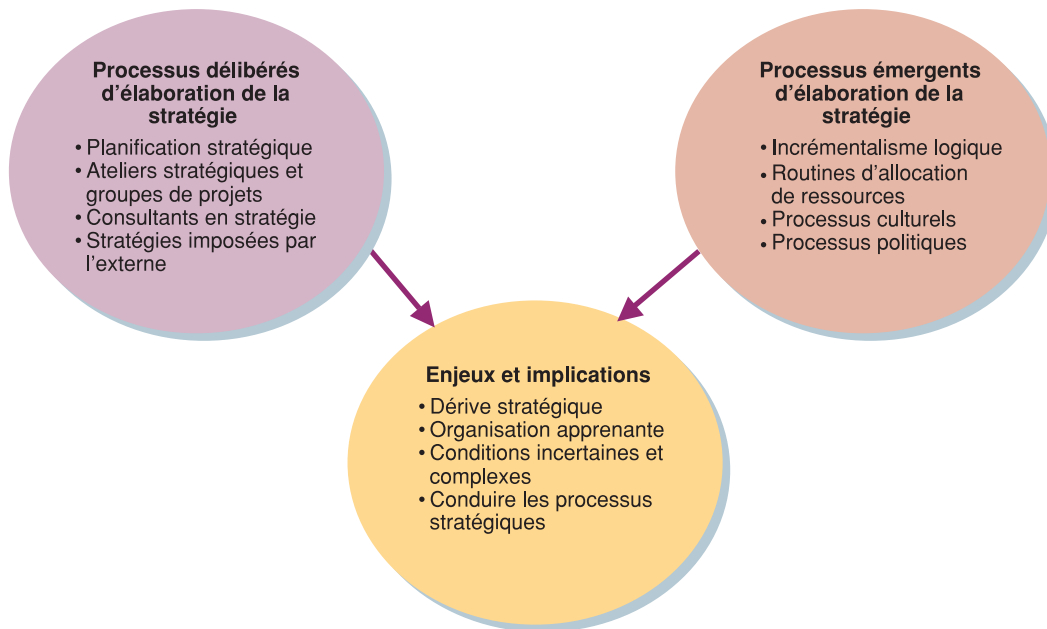 Processus délibérés
d'élaboration de la
stratégie
• Planification stratégique
• Ateliers stratégiques et
groupes de projets
• Consultants en stratégie
• Stratégies imposées par
l'externe
Processus émergents
d'élaboration de la
stratégie
• Incrémentalisme logique
• Routines d'allocation
de ressources
• Processus culturels
• Processus politiques
Enjeux et implications
• Dérive stratégique
• Organisation apprenante
• Conditions incertaines et
complexes
• Conduire les processus
stratégiques